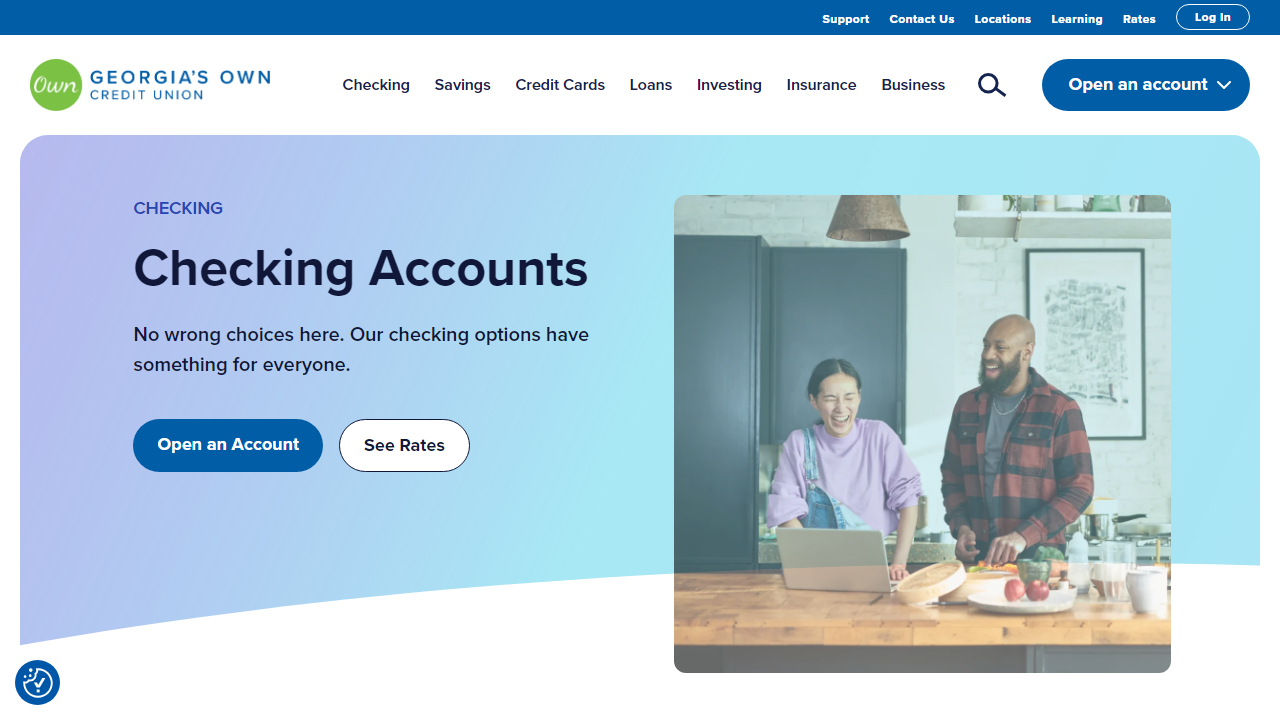 Support Contact Us Locations Learning Rates Log In
Own GEORGIA'S OWN
CREDIT UNION
Checking Savings Credit Cards Loans Investing Insurance Business Open an account
CHECKING
Checking Accounts
No wrong choices here. Our checking options have
something for everyone.
Open an Account See Rates